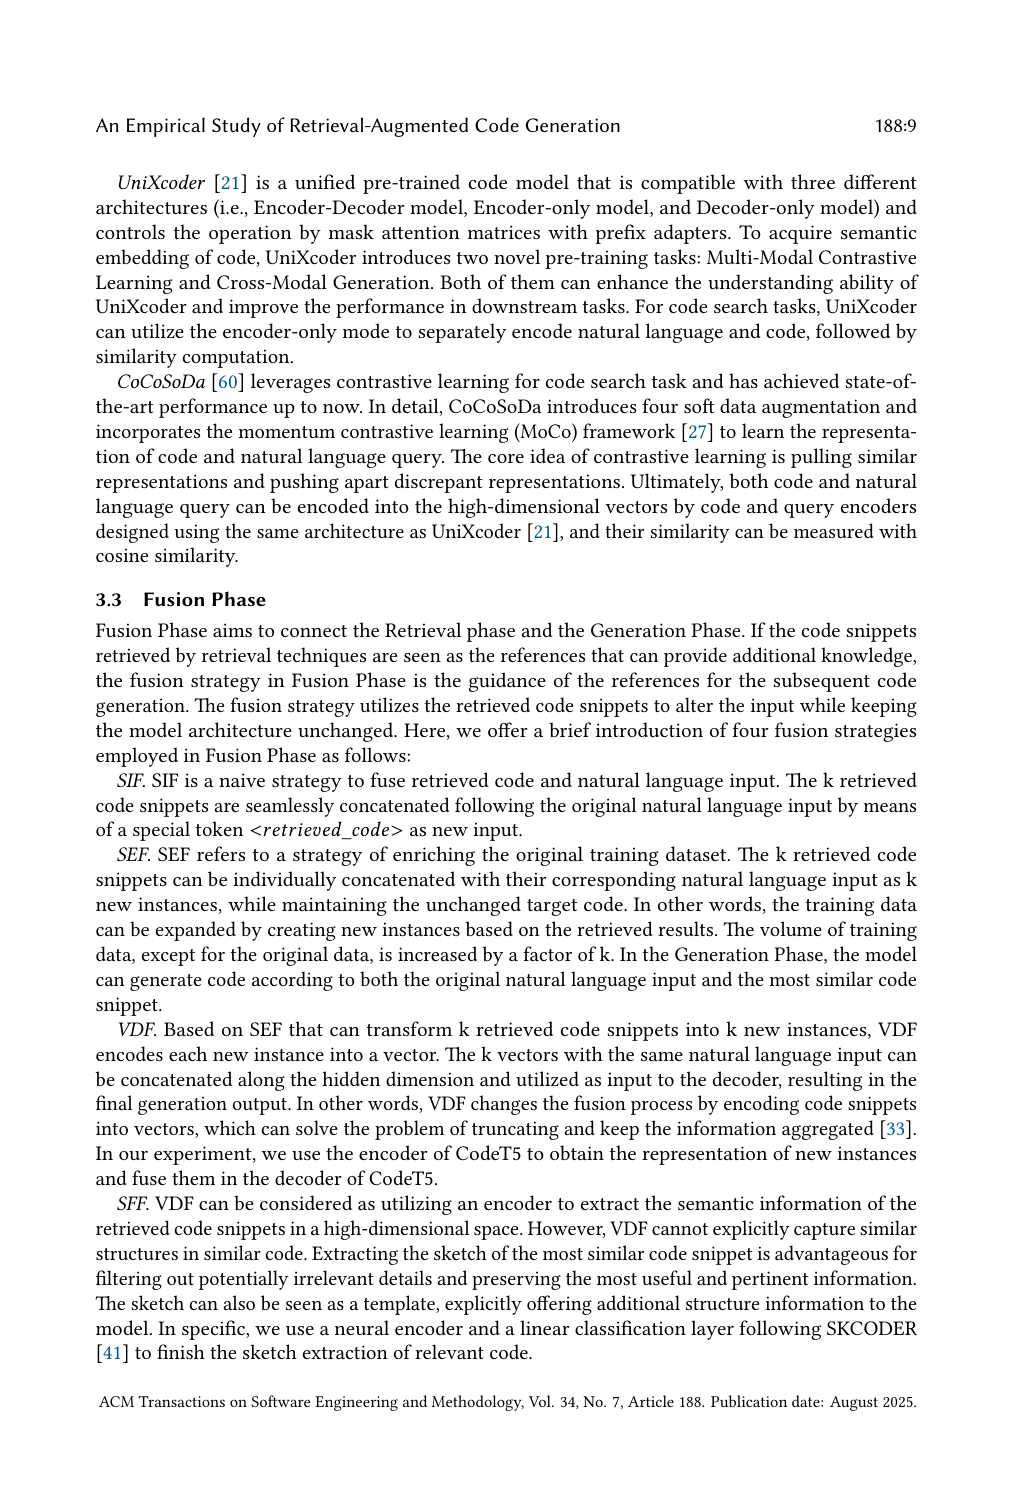 An Empirical Study of Retrieval-Augmented Code Generation 188:9
UniXcoder [21] is a unified pre-trained code model that is compatible with three different
architectures (i.e., Encoder-Decoder model, Encoder-only model, and Decoder-only model) and
controls the operation by mask attention matrices with prefix adapters. To acquire semantic
embedding of code, UniXcoder introduces two novel pre-training tasks: Multi-Modal Contrastive
Learning and Cross-Modal Generation. Both of them can enhance the understanding ability of
UniXcoder and improve the performance in downstream tasks. For code search tasks, UniXcoder
can utilize the encoder-only mode to separately encode natural language and code, followed by
similarity computation.
CoCoSoDa [60] leverages contrastive learning for code search task and has achieved state-of-
the-art performance up to now. In detail, CoCoSoDa introduces four soft data augmentation and
incorporates the momentum contrastive learning (MoCo) framework [27] to learn the representa-
tion of code and natural language query. The core idea of contrastive learning is pulling similar
representations and pushing apart discrepant representations. Ultimately, both code and natural
language query can be encoded into the high-dimensional vectors by code and query encoders
designed using the same architecture as UniXcoder [21], and their similarity can be measured with
cosine similarity.
3.3 Fusion Phase
Fusion Phase aims to connect the Retrieval phase and the Generation Phase. If the code snippets
retrieved by retrieval techniques are seen as the references that can provide additional knowledge,
the fusion strategy in Fusion Phase is the guidance of the references for the subsequent code
generation. The fusion strategy utilizes the retrieved code snippets to alter the input while keeping
the model architecture unchanged. Here, we offer a brief introduction of four fusion strategies
employed in Fusion Phase as follows:
SIF. SIF is a naive strategy to fuse retrieved code and natural language input. The k retrieved
code snippets are seamlessly concatenated following the original natural language input by means
of a special token <retrieved_code> as new input.
SEF. SEF refers to a strategy of enriching the original training dataset. The k retrieved code
snippets can be individually concatenated with their corresponding natural language input as k
new instances, while maintaining the unchanged target code. In other words, the training data
can be expanded by creating new instances based on the retrieved results. The volume of training
data, except for the original data, is increased by a factor of k. In the Generation Phase, the model
can generate code according to both the original natural language input and the most similar code
snippet.
VDF. Based on SEF that can transform k retrieved code snippets into k new instances, VDF
encodes each new instance into a vector. The k vectors with the same natural language input can
be concatenated along the hidden dimension and utilized as input to the decoder, resulting in the
final generation output. In other words, VDF changes the fusion process by encoding code snippets
into vectors, which can solve the problem of truncating and keep the information aggregated [33].
In our experiment, we use the encoder of CodeT5 to obtain the representation of new instances
and fuse them in the decoder of CodeT5.
SFF. VDF can be considered as utilizing an encoder to extract the semantic information of the
retrieved code snippets in a high-dimensional space. However, VDF cannot explicitly capture similar
structures in similar code. Extracting the sketch of the most similar code snippet is advantageous for
filtering out potentially irrelevant details and preserving the most useful and pertinent information.
The sketch can also be seen as a template, explicitly offering additional structure information to the
model. In specific, we use a neural encoder and a linear classification layer following SKCODER
[41] to finish the sketch extraction of relevant code.
ACM Transactions on Software Engineering and Methodology, Vol. 34, No. 7, Article 188. Publication date: August 2025.